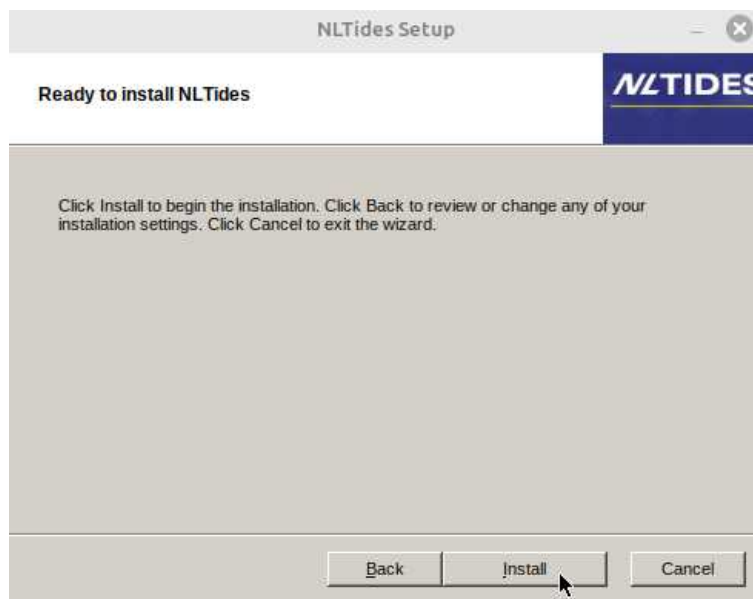 NLTides Setup
Ready to install NLTides
NLTIDES
Click Install to begin the installation. Click Back to review or change any of your
installation settings. Click Cancel to exit the wizard.
Back
Install
Cancel